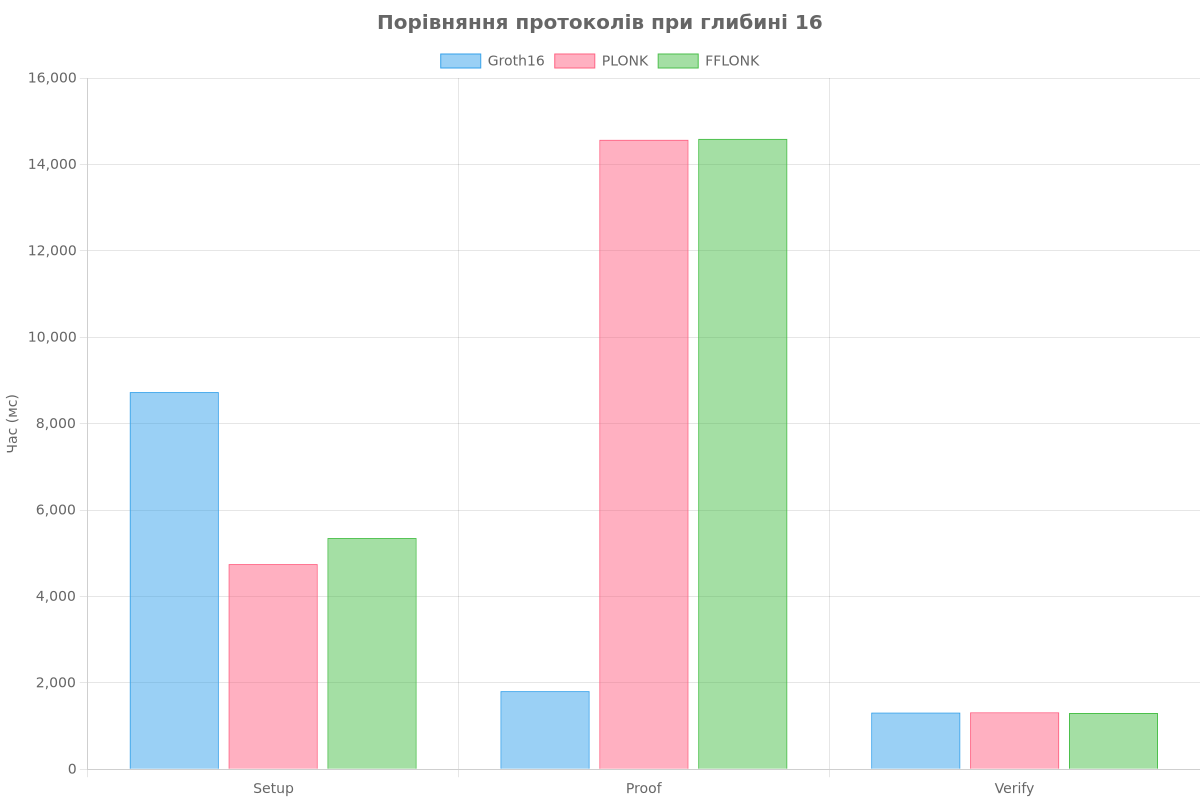 Порівняння протоколів при глибині 16
Groth16 PLONK FFLONK
16,000
14,000
12,000
10,000
8,000
6,000
4,000
2,000
0
Час (мс)
Setup Proof Verify